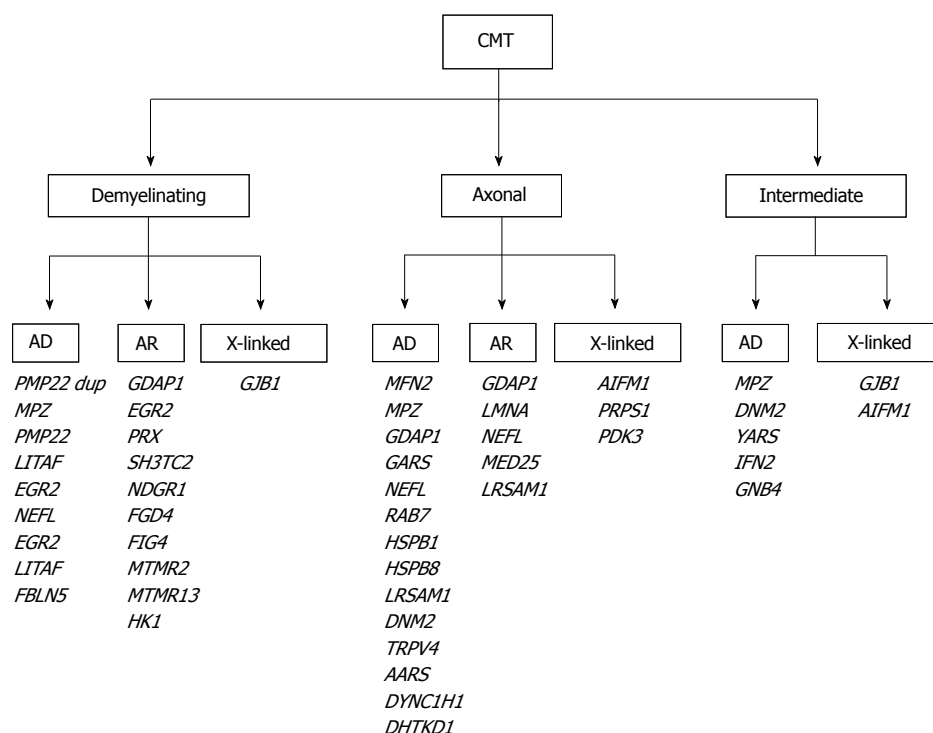 CMT
Demyelinating
Axonal
Intermediate
AD
AR
X-linked
AD
AR
X-linked
AD
X-linked
PMP22 dup
MPZ
PMP22
LITAF
EGR2
NEFL
EGR2
LITAF
FBLN5
GDAP1
EGR2
PRX
SH3TC2
NDGR1
FGD4
FIG4
MTMR2
MTMR13
HK1
GJB1
MFN2
MPZ
GDAP1
GARS
NEFL
RAB7
HSPB1
HSPB8
LRSAM1
DNM2
TRPV4
AARS
DYNC1H1
DHTKD1
GDAP1
LMNA
NEFL
MED25
LRSAM1
AIFM1
PRPS1
PDK3
MPZ
DNM2
YARS
IFN2
GNB4
GJB1
AIFM1